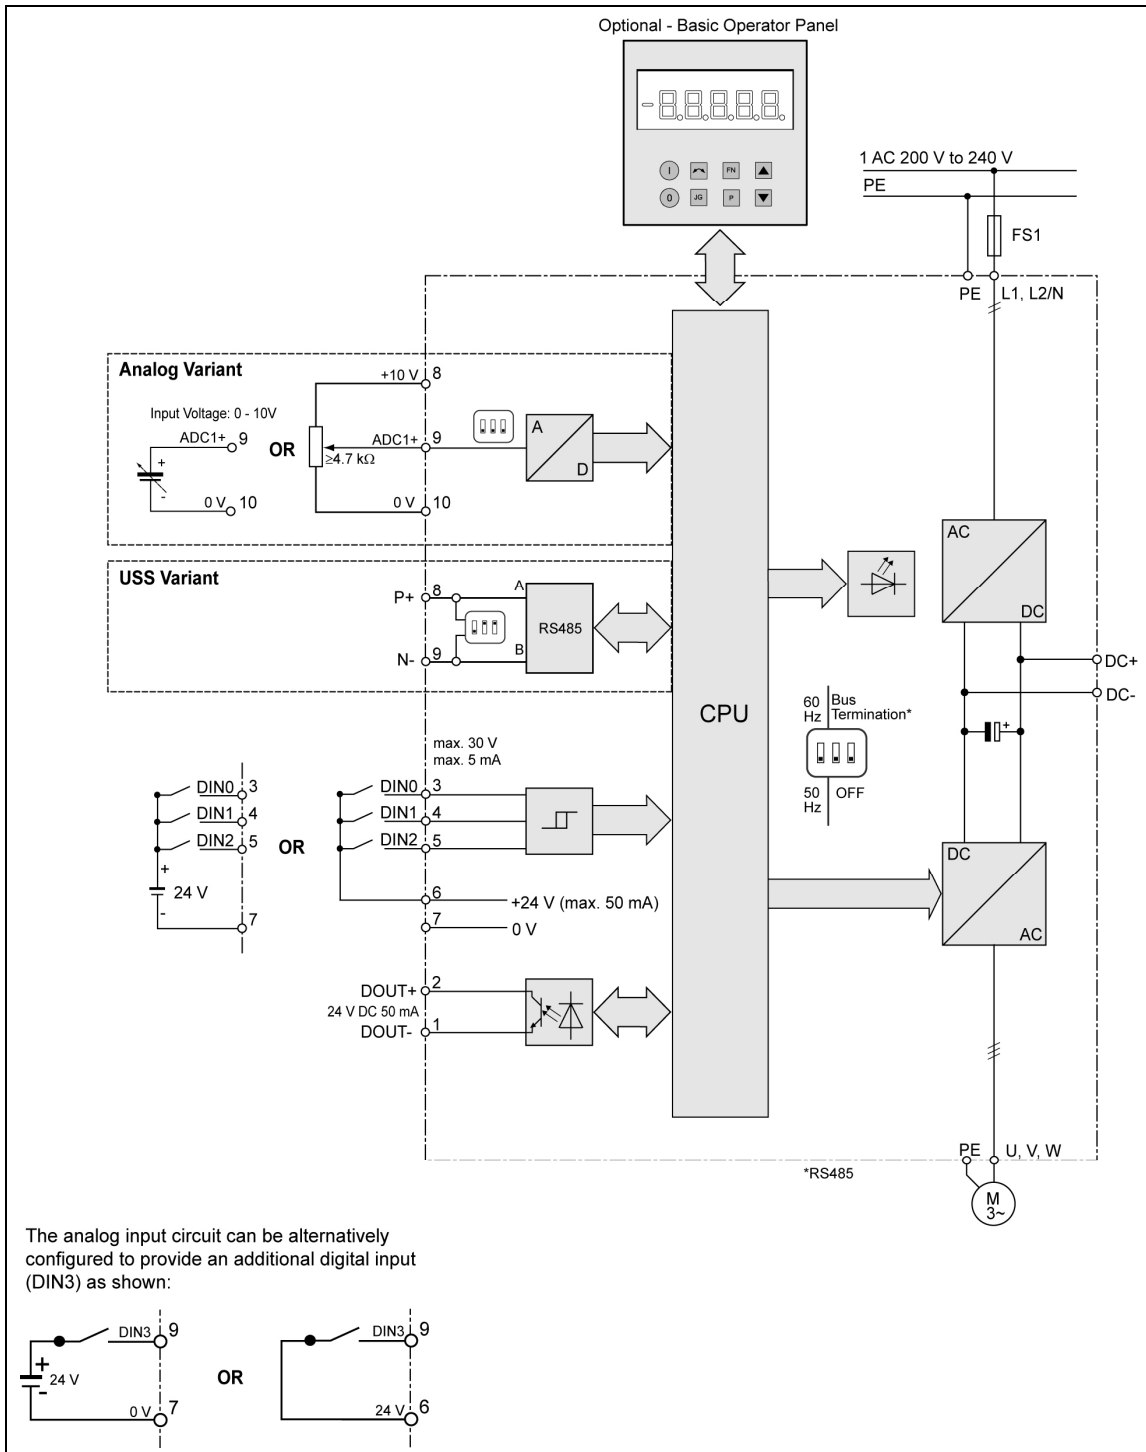 Optional - Basic Operator Panel
-8.8.8.8.8.
I FN
0 JG P
1 AC 200 V to 240 V
PE
FS1
PE L1, L2/N
Analog Variant
Input Voltage: 0 - 10V
ADC1+ 9
+
-
0 V 10
OR
+10 V 8
ADC1+ 9
≥4.7 kΩ
0 V 10
A
D
USS Variant
P+ 8 A
N- 9 B
RS485
CPU
AC
DC
DC+
DC-
+
60 Hz
Bus Termination*
50 Hz
OFF
DC
AC
max. 30 V
max. 5 mA
DIN0 3
DIN1 4
DIN2 5
+
24 V
-
7
OR
DIN0 3
DIN1 4
DIN2 5
6 +24 V (max. 50 mA)
7 0 V
DOUT+ 2
24 V DC 50 mA
DOUT- 1
PE U, V, W
*RS485
M
3~
The analog input circuit can be alternatively
configured to provide an additional digital input
(DIN3) as shown:
DIN3 9
+
24 V
-
0 V 7
OR
DIN3 9
24 V 6